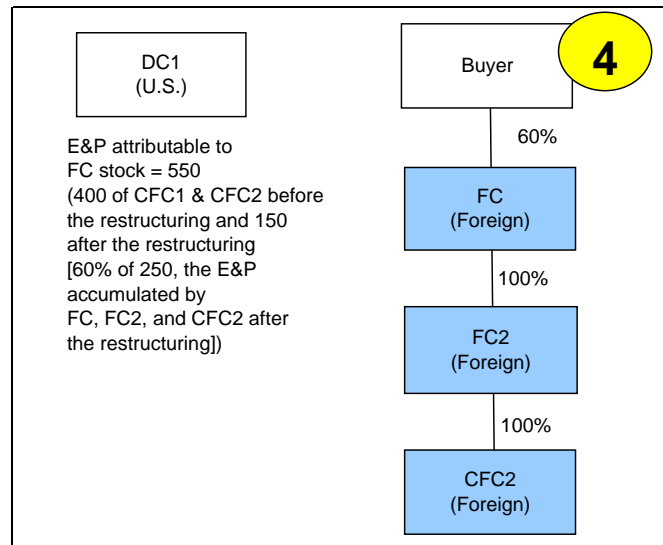 DC1
(U.S.)
Buyer
4
60%
E&P attributable to
FC stock = 550
(400 of CFC1 & CFC2 before
the restructuring and 150
after the restructuring
[60% of 250, the E&P
accumulated by
FC, FC2, and CFC2 after
the restructuring])
FC
(Foreign)
100%
FC2
(Foreign)
100%
CFC2
(Foreign)